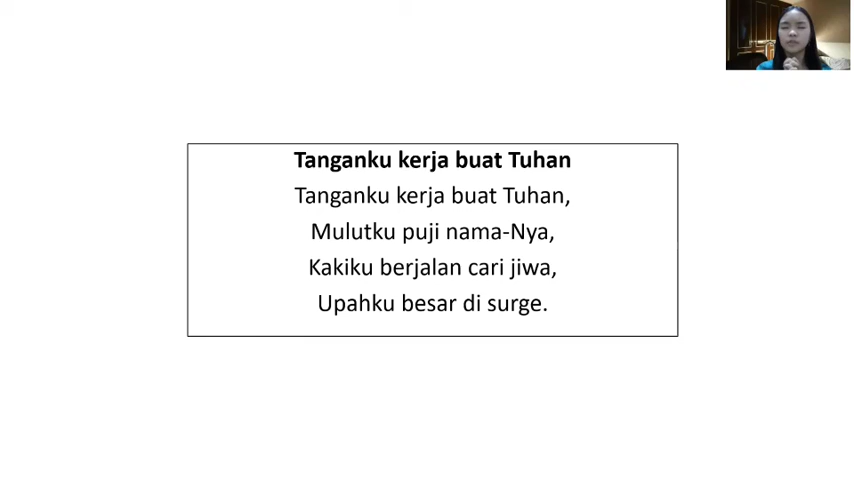 Tanganku kerja buat Tuhan
Tanganku kerja buat Tuhan,
Mulutku puji nama-Nya,
Kakiku berjalan cari jiwa,
Upahku besar di surge.